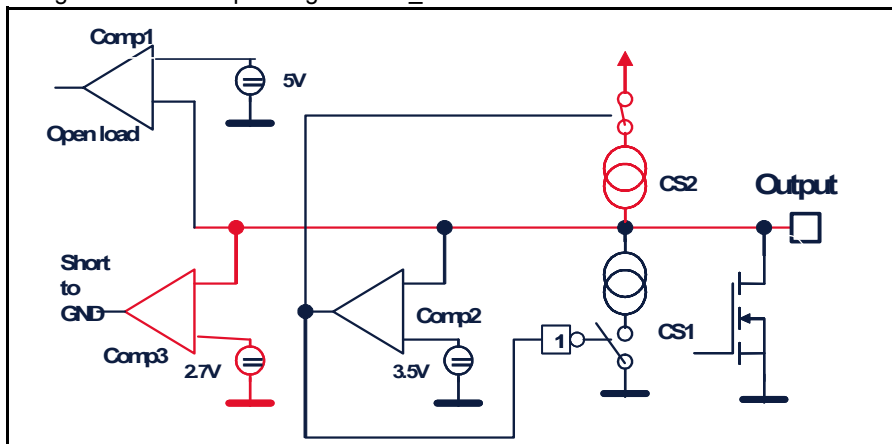 Comp1
5V
Open load
CS2
Output
Short
to
GND
Comp2
CS1
1
Comp3
2.7V
3.5V